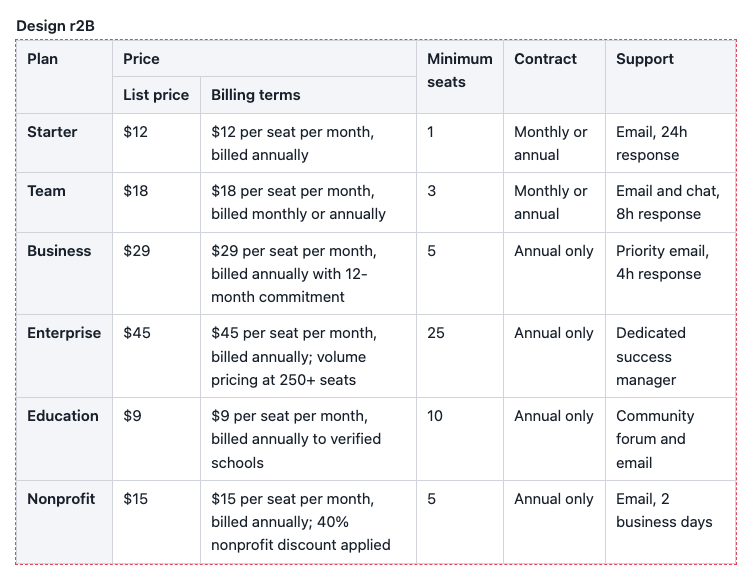 Design r2B
Plan
Price
Minimum
seats
Contract
Support
List price
Billing terms
Starter
$12
$12 per seat per month,
billed annually
1
Monthly or
annual
Email, 24h
response
Team
$18
$18 per seat per month,
billed monthly or annually
3
Monthly or
annual
Email and chat,
8h response
Business
$29
$29 per seat per month,
billed annually with 12-
month commitment
5
Annual only
Priority email,
4h response
Enterprise
$45
$45 per seat per month,
billed annually; volume
pricing at 250+ seats
25
Annual only
Dedicated
success
manager
Education
$9
$9 per seat per month,
billed annually to verified
schools
10
Annual only
Community
forum and
email
Nonprofit
$15
$15 per seat per month,
billed annually; 40%
nonprofit discount applied
5
Annual only
Email, 2
business days